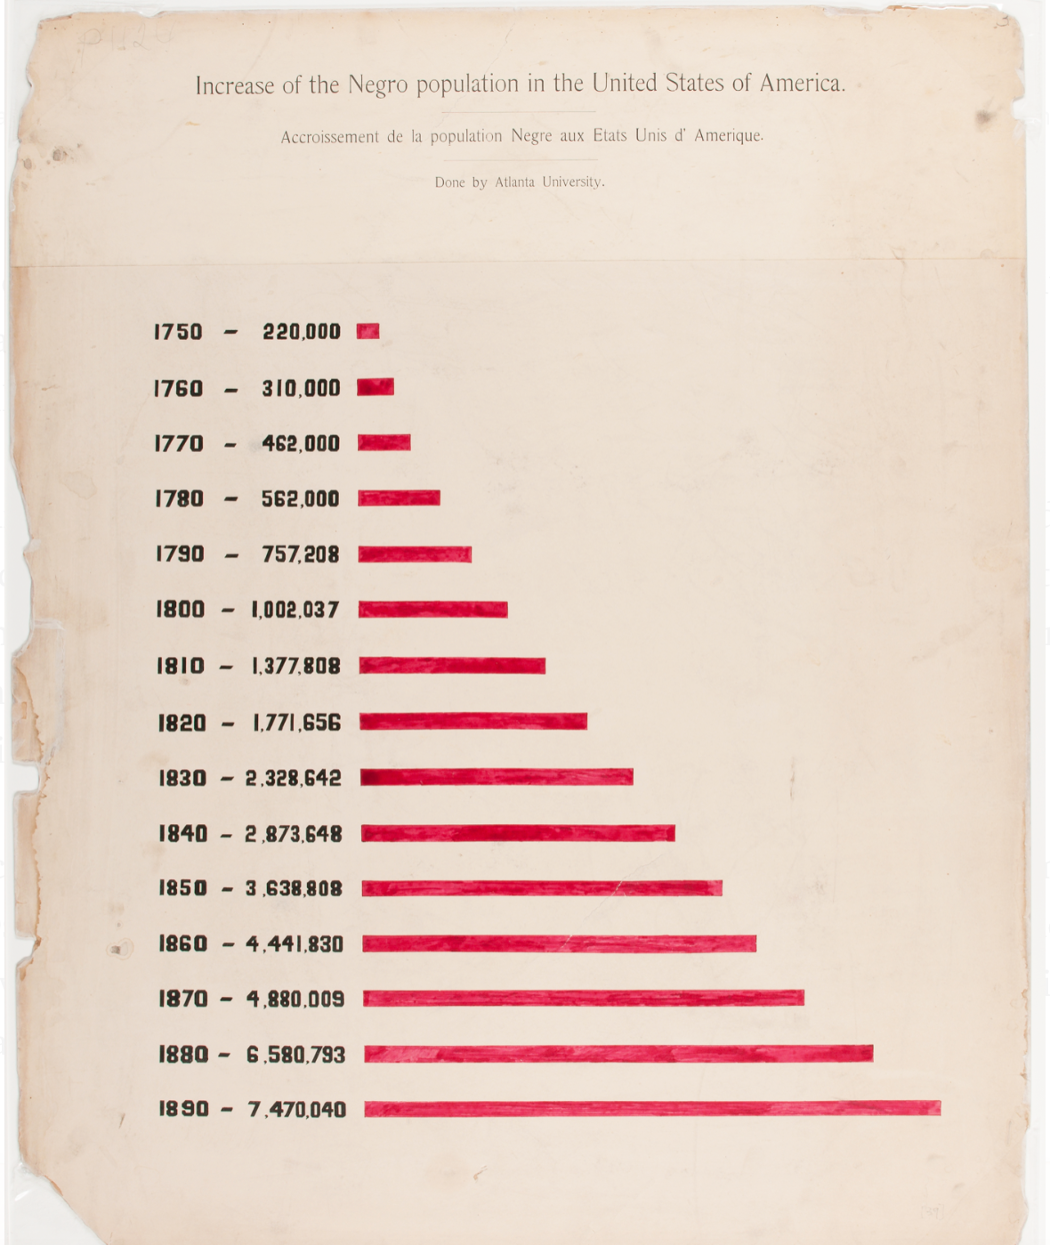 Increase of the Negro population in the United States of America.
Accroissement de la population Negre aux Etats Unis d' Amerique.
Done by Atlanta University.
1750 - 220,000
1760 - 310,000
1770 - 462,000
1780 - 562,000
1790 - 757,208
1800 - 1,002,037
1810 - 1,377,808
1820 - 1,771,656
1830 - 2,328,642
1840 - 2,873,648
1850 - 3,638,808
1860 - 4,441,830
1870 - 4,880,009
1880 - 6,580,793
1890 - 7,470,040